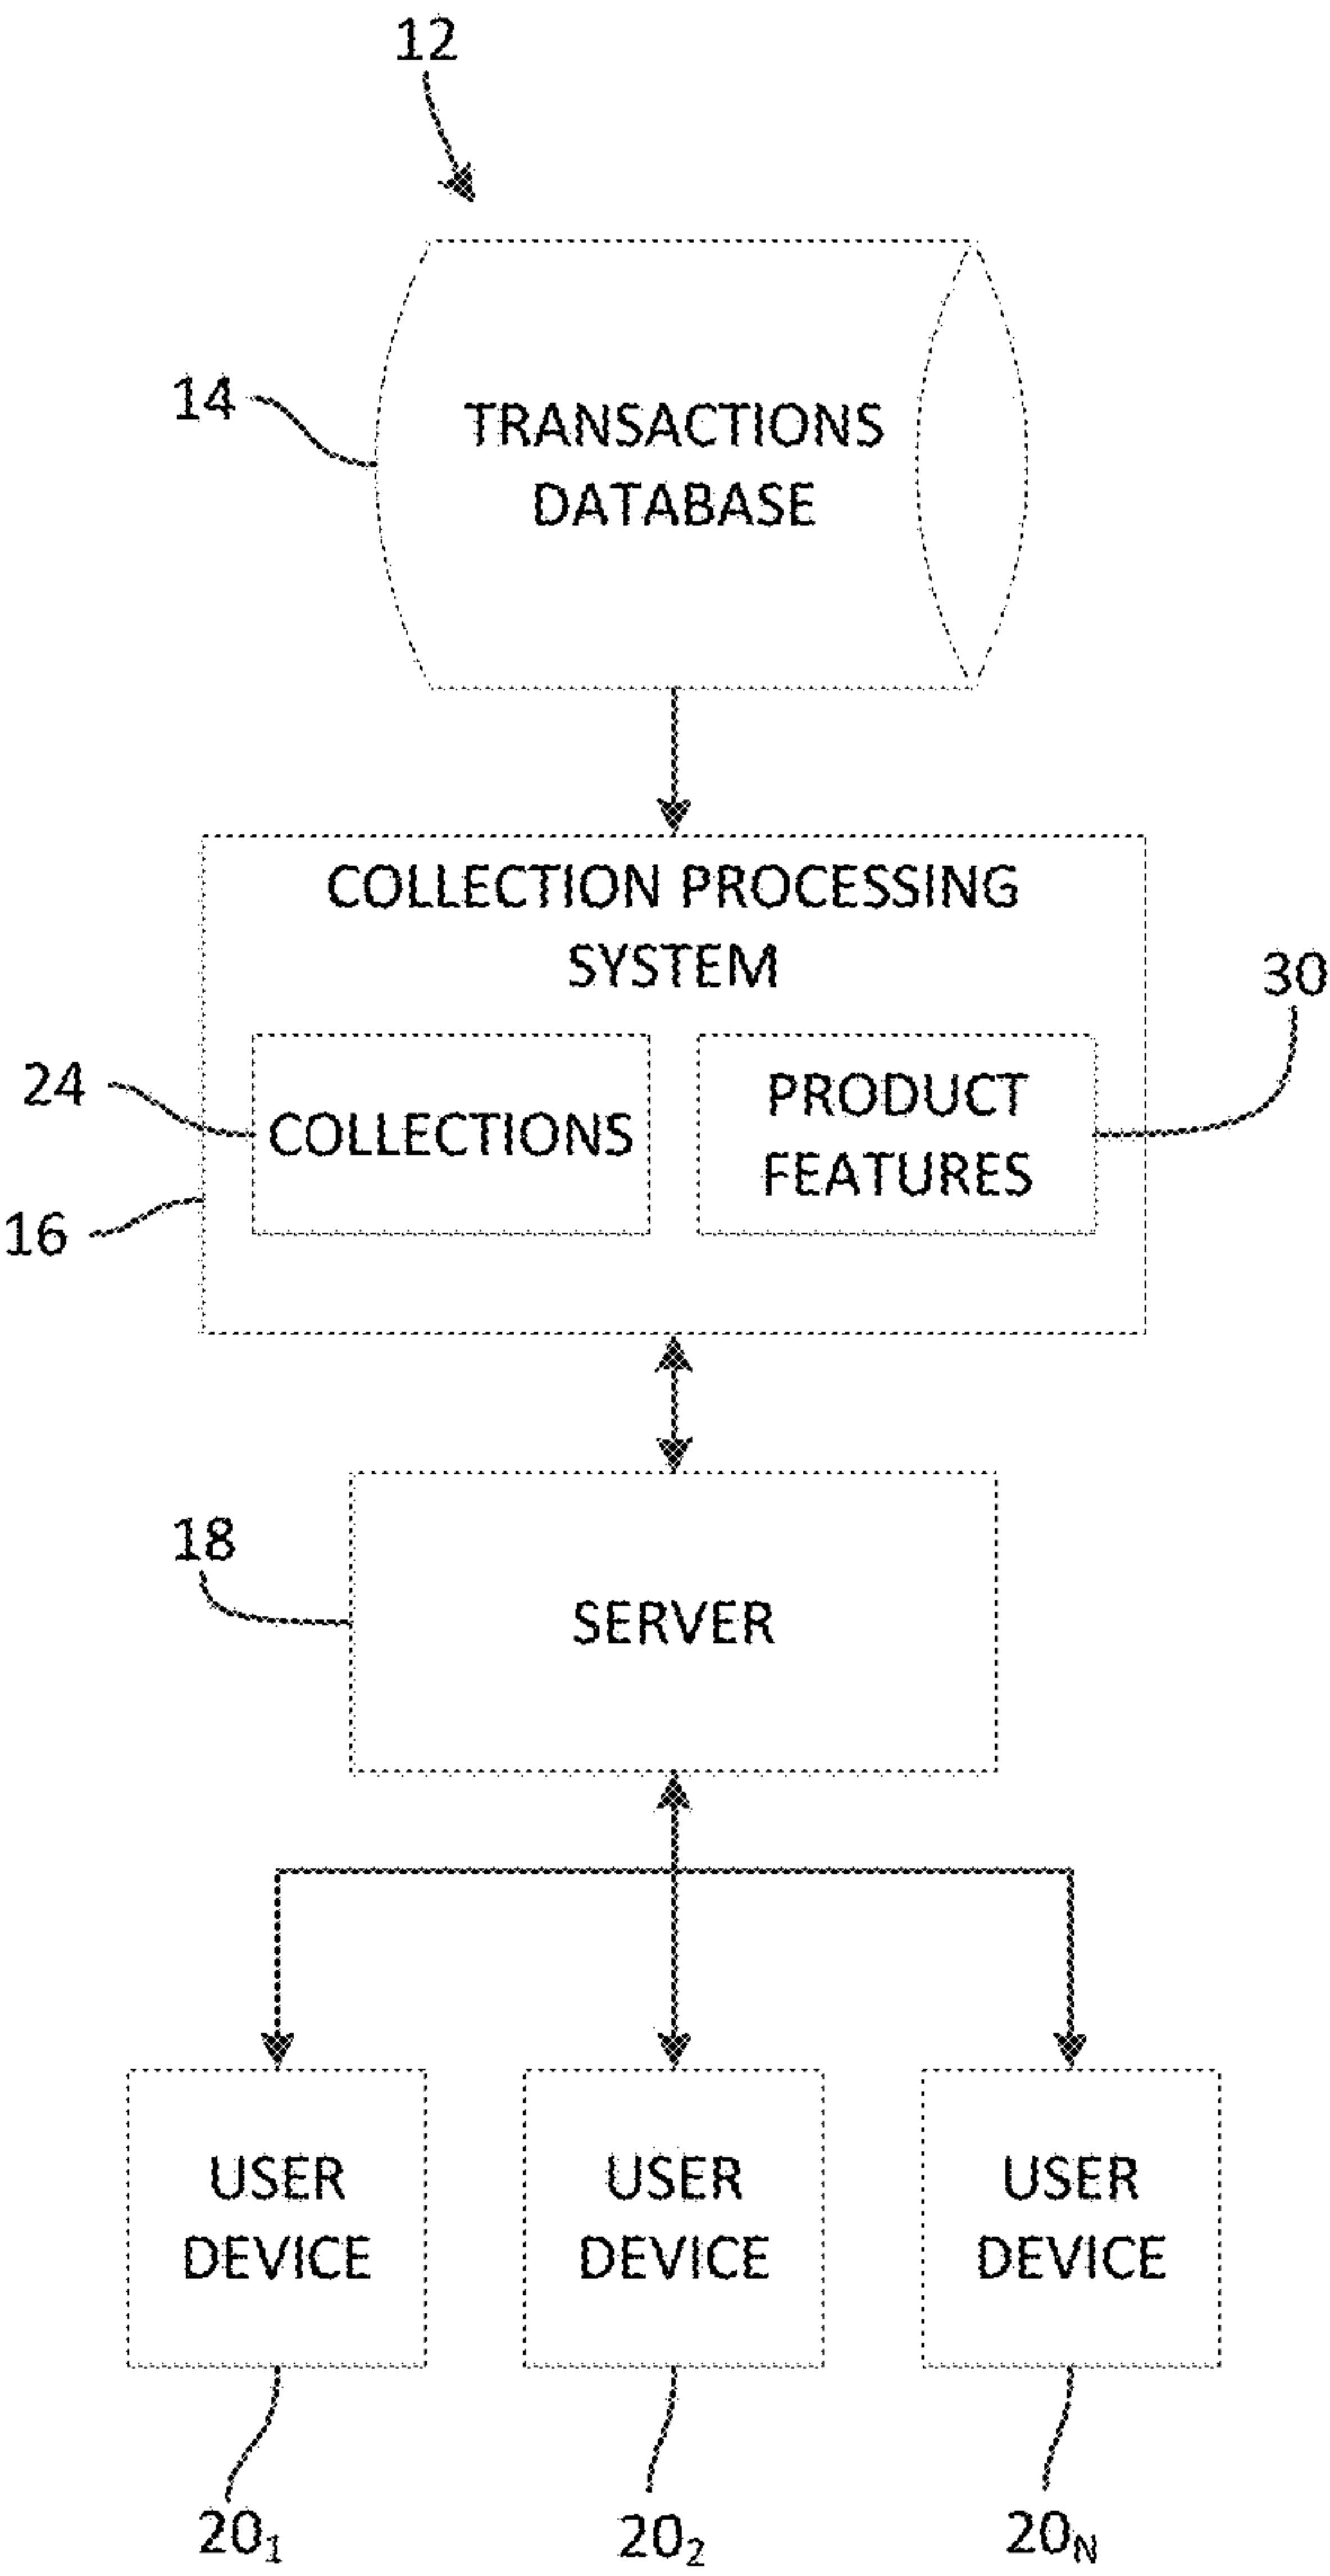 12
14
TRANSACTIONS
DATABASE
COLLECTION PROCESSING
SYSTEM
30
24
COLLECTIONS
PRODUCT
FEATURES
16
18
SERVER
USER
DEVICE
USER
DEVICE
USER
DEVICE
20₁
20₂
20_N